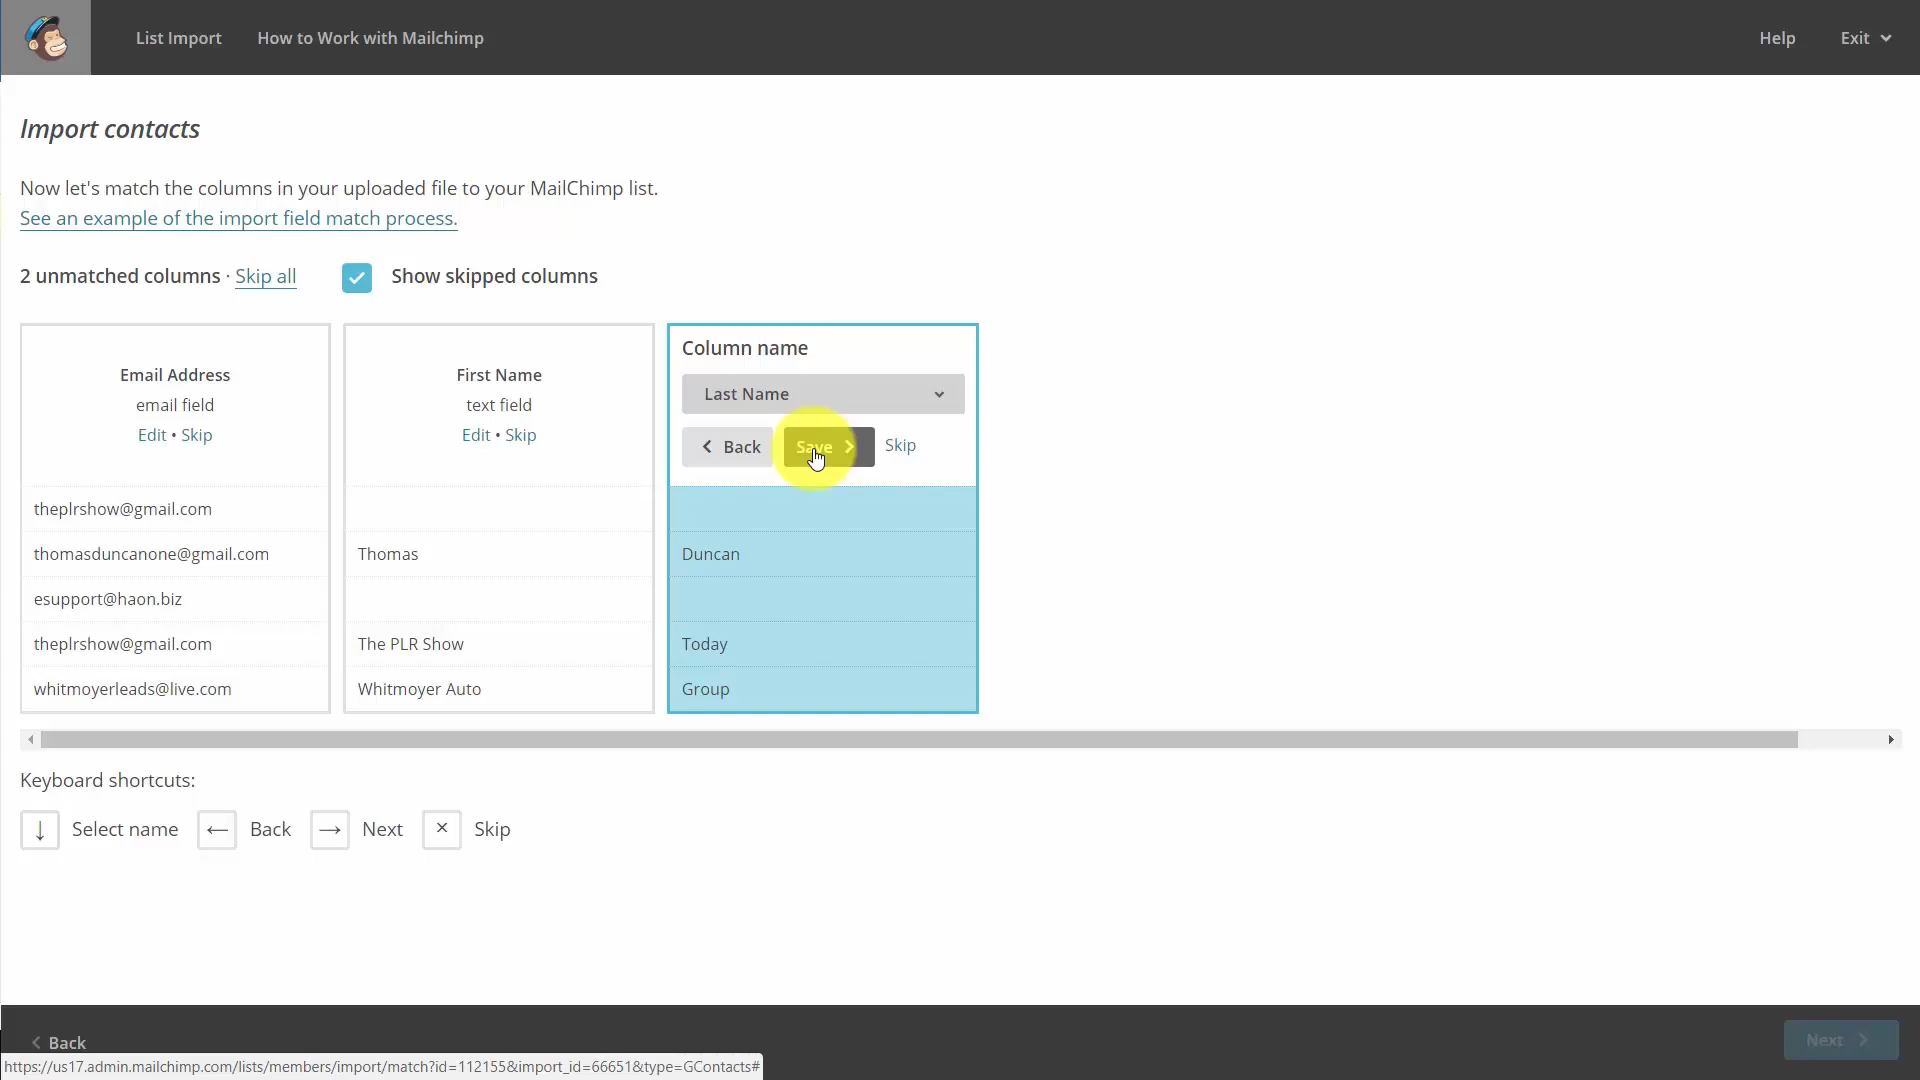 List Import How to Work with Mailchimp Help Exit
Import contacts
Now let's match the columns in your uploaded file to your MailChimp list.
See an example of the import field match process.
2 unmatched columns · Skip all Show skipped columns
Email Address
email field
Edit • Skip
First Name
text field
Edit • Skip
Column name
Last Name
Back Save Skip
theplrshow@gmail.com
thomasduncanone@gmail.com Thomas Duncan
esupport@haon.biz
theplrshow@gmail.com The PLR Show Today
whitmoyerleads@live.com Whitmoyer Auto Group
Keyboard shortcuts:
↓ Select name ← Back → Next × Skip
Back Next
https://us17.admin.mailchimp.com/lists/members/import/match?id=112155&import_id=66651&type=GContacts#